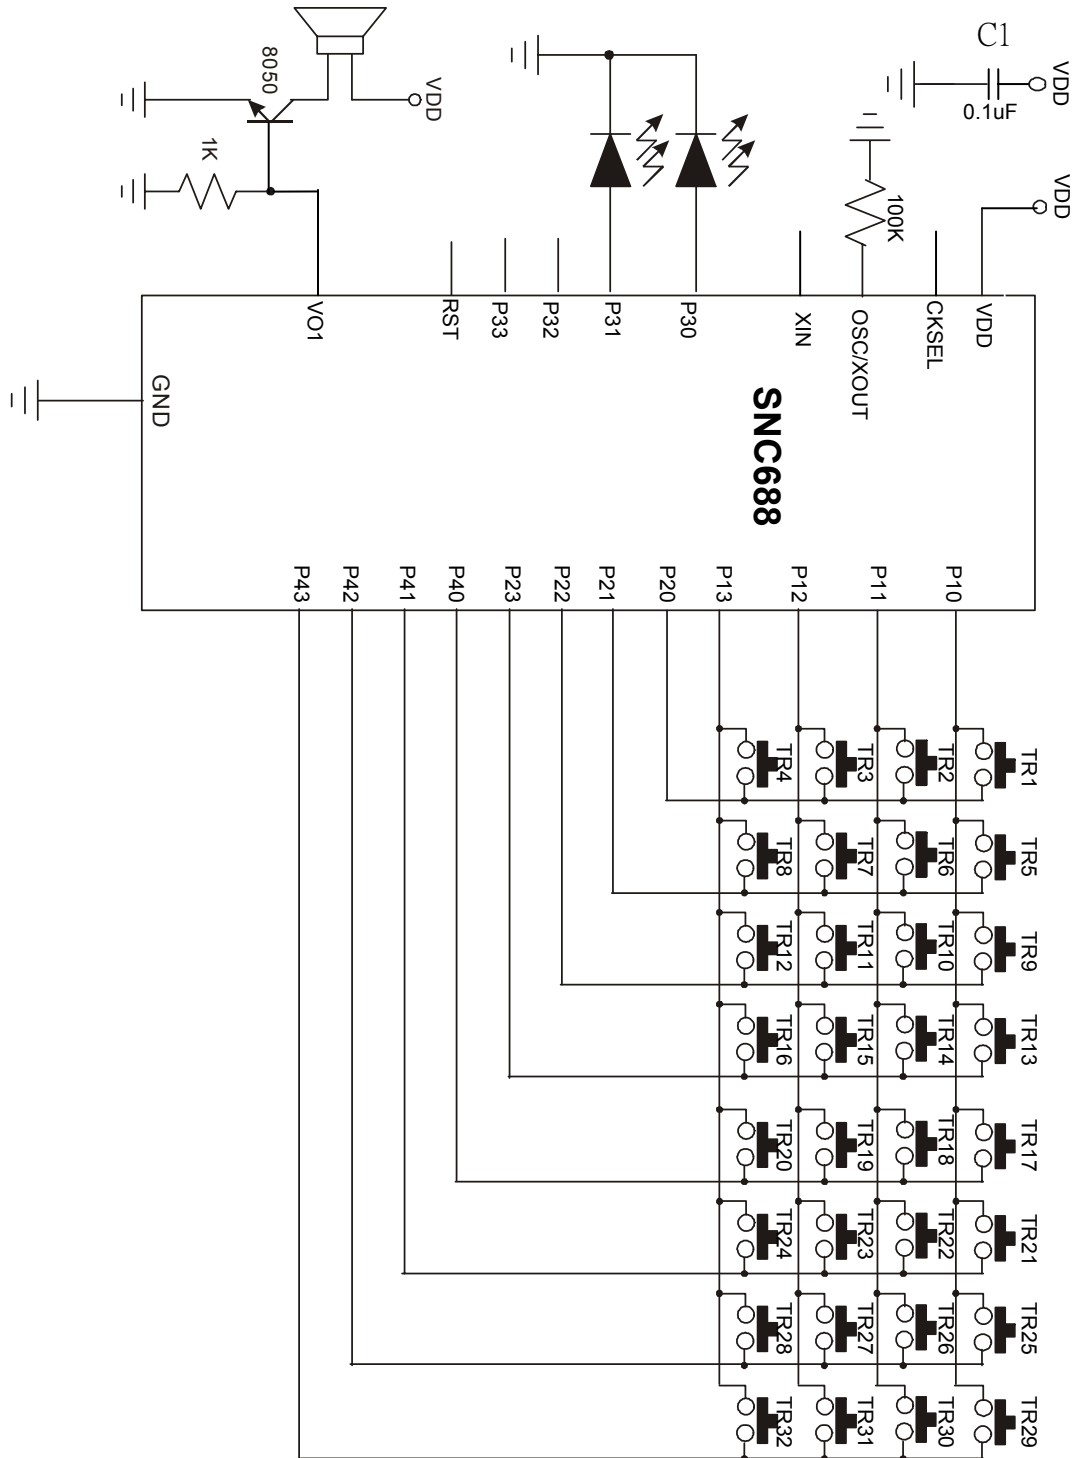 C1
VDD
0.1uF
8050
VDD
1K
100K
VDD
VO1
RST
P33
P32
P31
P30
XIN
OSC/XOUT
CKSEL
VDD
GND
SNC688
P43
P42
P41
P40
P23
P22
P21
P20
P13
P12
P11
P10
TR4
TR3
TR2
TR1
TR8
TR7
TR6
TR5
TR12
TR11
TR10
TR9
TR16
TR15
TR14
TR13
TR20
TR19
TR18
TR17
TR24
TR23
TR22
TR21
TR28
TR27
TR26
TR25
TR32
TR31
TR30
TR29